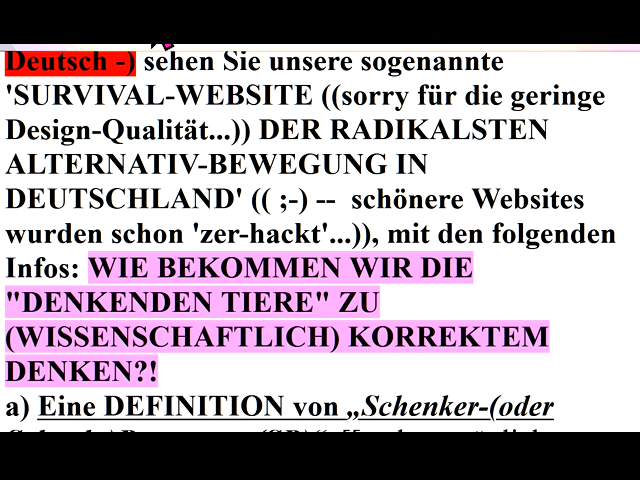 Deutsch -) sehen Sie unsere sogenannte
'SURVIVAL-WEBSITE ((sorry für die geringe
Design-Qualität...)) DER RADIKALSTEN
ALTERNATIV-BEWEGUNG IN
DEUTSCHLAND' (( ;-) -- schönere Websites
wurden schon 'zer-hackt'...)), mit den folgenden
Infos: WIE BEKOMMEN WIR DIE
"DENKENDEN TIERE" ZU
(WISSENSCHAFTLICH) KORREKTEM
DENKEN?!
a) Eine DEFINITION von „Schenker-(oder